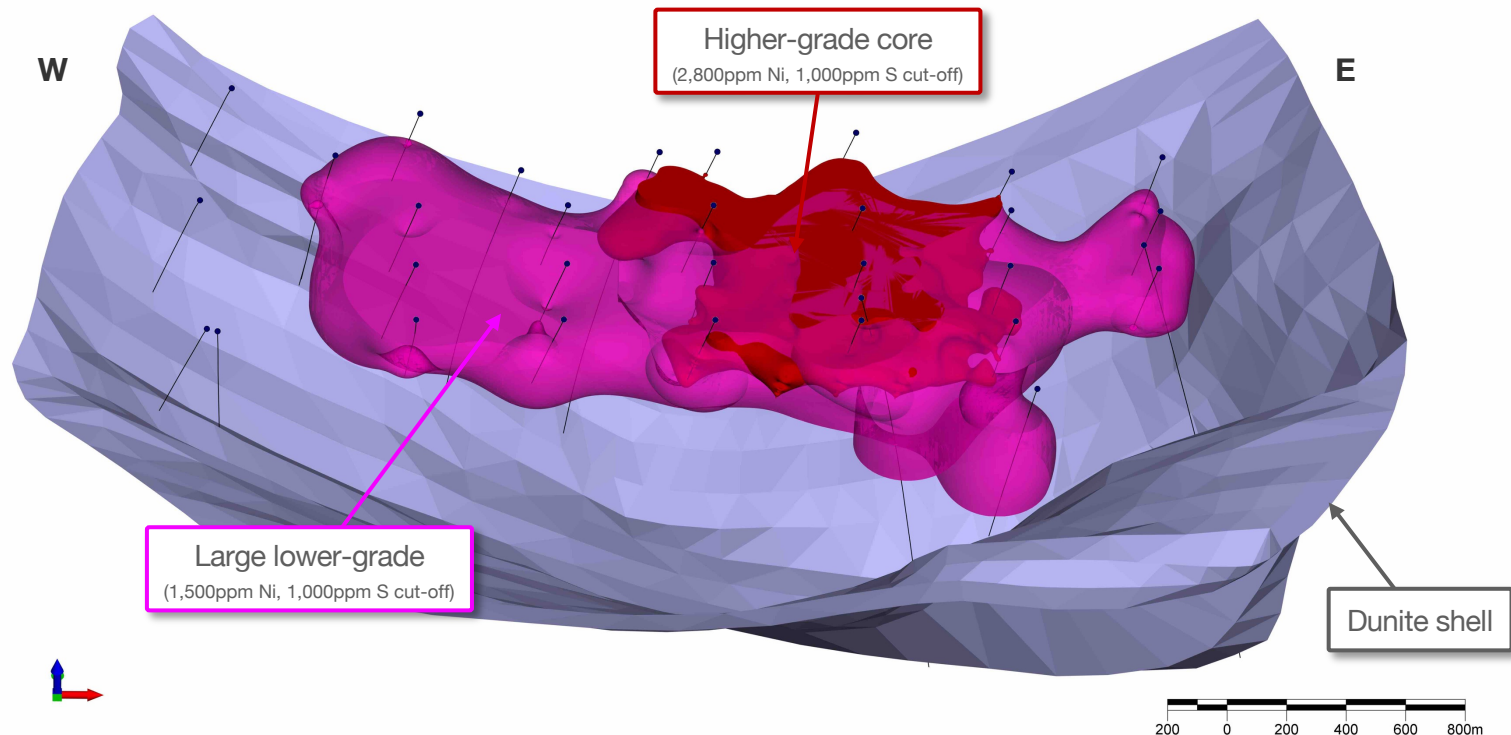 Higher-grade core
(2,800ppm Ni, 1,000ppm S cut-off)
W
E
Large lower-grade
(1,500ppm Ni, 1,000ppm S cut-off)
Dunite shell
200 0 200 400 600 800m